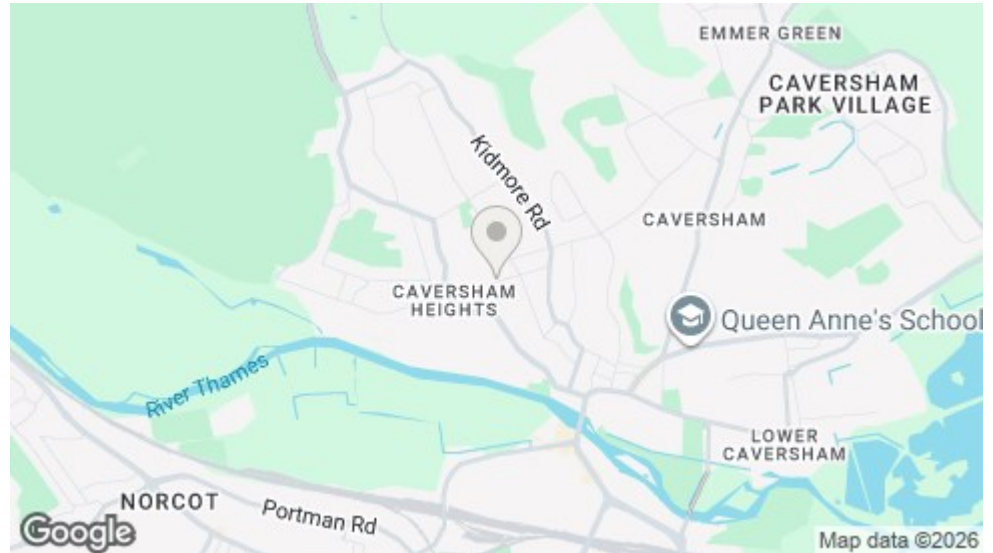 EMMER GREEN
CAVERSHAM
PARK VILLAGE
Kidmore Rd
CAVERSHAM
CAVERSHAM
HEIGHTS
Queen Anne's School
River Thames
LOWER
CAVERSHAM
NORCOT
Portman Rd
Google
Map data ©2026